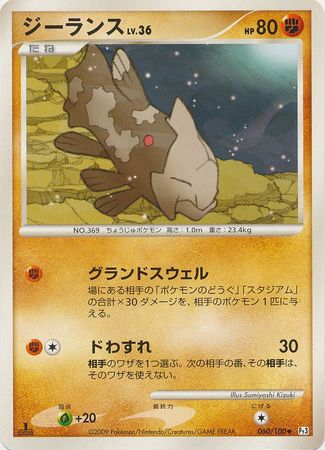 ジーランス LV.36 HP 80
たね
NO.369 ちょうじゅポケモン 高さ：1.0m 重さ：23.4kg
グランドスウェル
場にある相手の「ポケモンのどうぐ」「スタジアム」
の合計×30ダメージを、相手のポケモン1匹に与
える。
ドわすれ 30
相手のワザを1つ選ぶ。次の相手の番、その相手は、
そのワザを使えない。
Illus. Sumiyoshi Kizuki
弱点 抵抗力 にげる
+20
©2009 Pokémon/Nintendo/Creatures/GAME FREAK.
060/100 Pt3